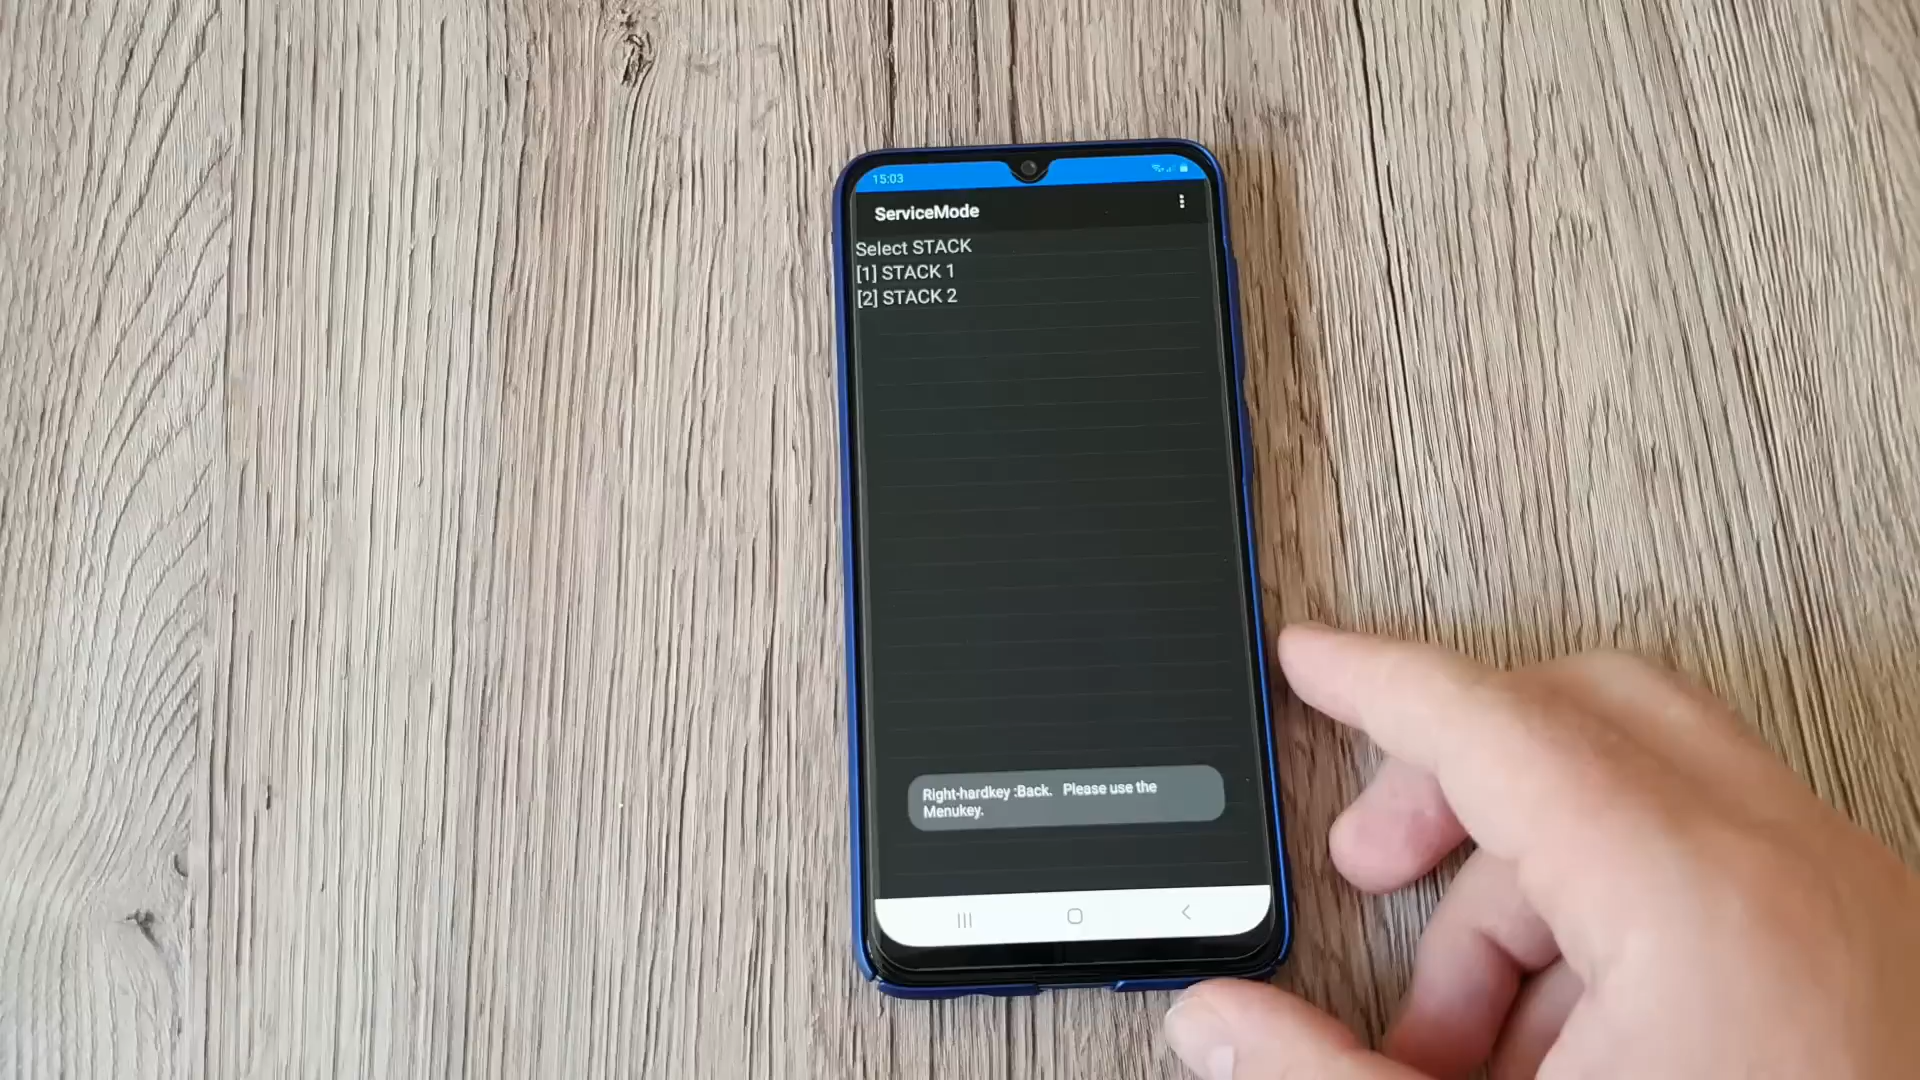 15:03
ServiceMode
Select STACK
[1] STACK 1
[2] STACK 2
Right-hardkey :Back.   Please use the
Menukey.